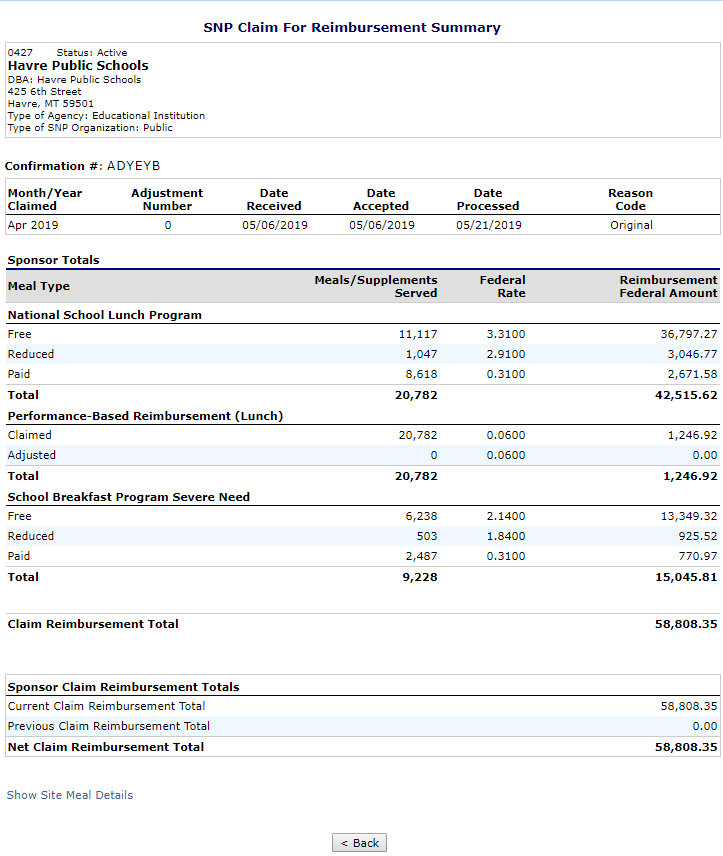 SNP Claim For Reimbursement Summary
0427 Status: Active
Havre Public Schools
DBA: Havre Public Schools
425 6th Street
Havre, MT 59501
Type of Agency: Educational Institution
Type of SNP Organization: Public
Confirmation #: ADYEYB
Month/Year Claimed Adjustment Number Date Received Date Accepted Date Processed Reason Code
Apr 2019 0 05/06/2019 05/06/2019 05/21/2019 Original
Sponsor Totals
Meal Type Meals/Supplements Served Federal Rate Reimbursement Federal Amount
National School Lunch Program
Free 11,117 3.3100 36,797.27
Reduced 1,047 2.9100 3,046.77
Paid 8,618 0.3100 2,671.58
Total 20,782 42,515.62
Performance-Based Reimbursement (Lunch)
Claimed 20,782 0.0600 1,246.92
Adjusted 0 0.0600 0.00
Total 20,782 1,246.92
School Breakfast Program Severe Need
Free 6,238 2.1400 13,349.32
Reduced 503 1.8400 925.52
Paid 2,487 0.3100 770.97
Total 9,228 15,045.81
Claim Reimbursement Total 58,808.35
Sponsor Claim Reimbursement Totals
Current Claim Reimbursement Total 58,808.35
Previous Claim Reimbursement Total 0.00
Net Claim Reimbursement Total 58,808.35
Show Site Meal Details
< Back